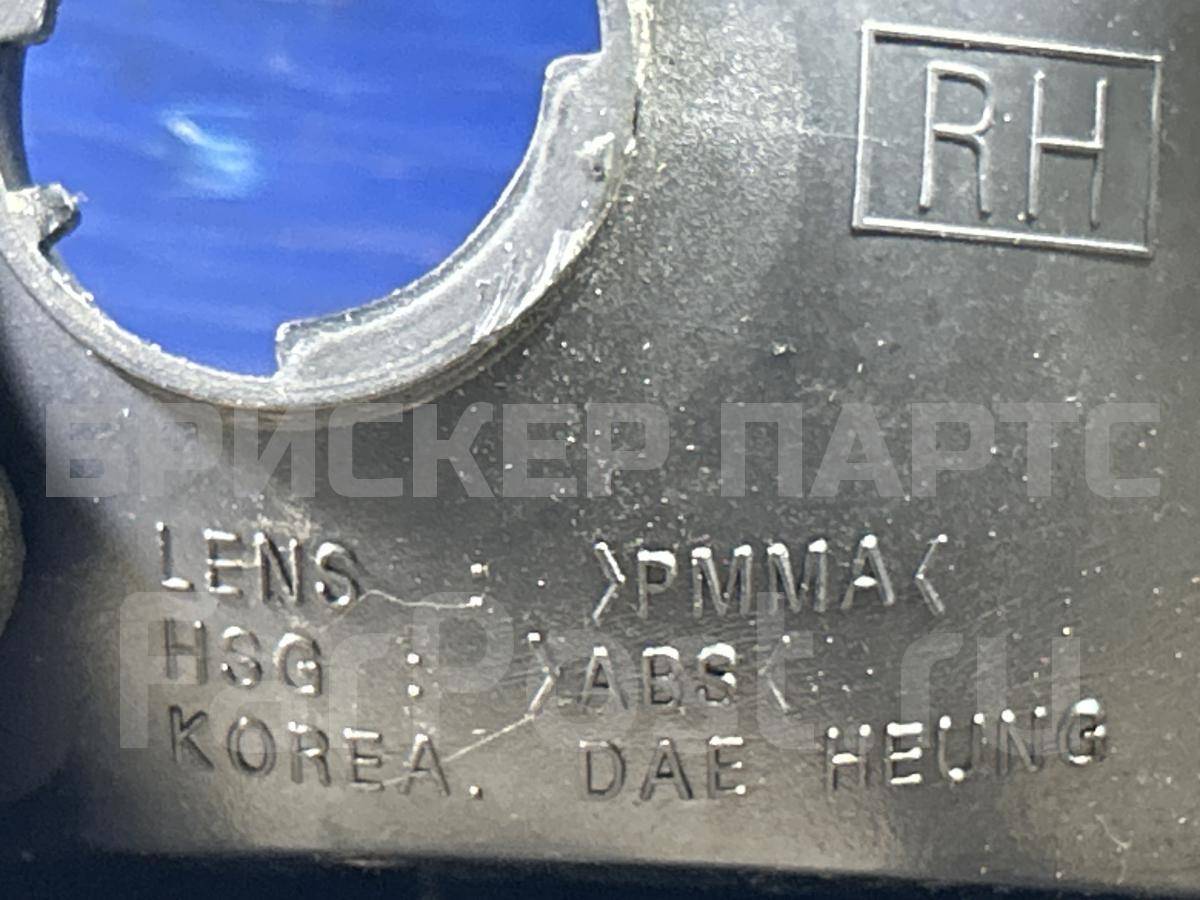 RH
БРИСКЕР ПАРТС
LENS : >PMMA<
FarPost.ru
HSG : >ABS<
KOREA. DAE HEUNG